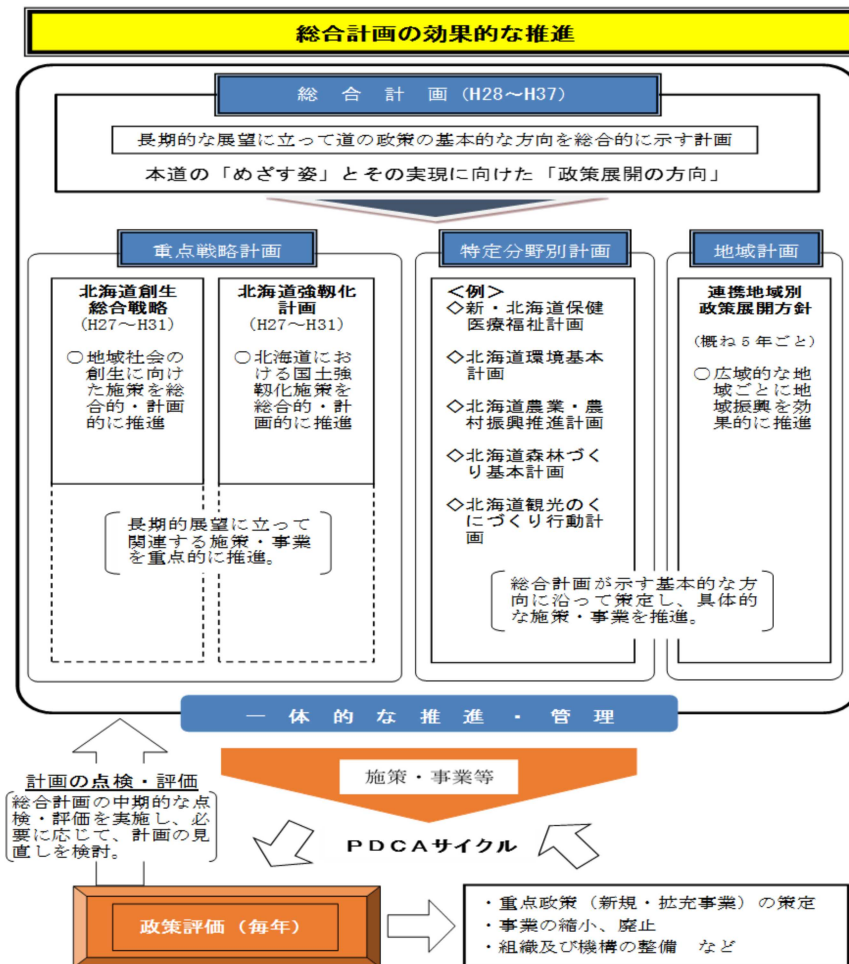 総合計画の効果的な推進
総合計画(H28～H37)
長期的な展望に立って道の政策の基本的な方向を総合的に示す計画
本道の「めざす姿」とその実現に向けた「政策展開の方向」
重点戦略計画
北海道創生
総合戦略
(H27～H31)
○地域社会の
創生に向け
た施策を総
合的・計画
的に推進
北海道強靱化
計画
(H27～H31)
○北海道にお
ける国土強
靱化施策を
総合的・計
画的に推進
長期的展望に立って
関連する施策・事業
を重点的に推進。
特定分野別計画
＜例＞
◇新・北海道保健
医療福祉計画
◇北海道環境基本
計画
◇北海道農業・農
村振興推進計画
◇北海道森林づく
り基本計画
◇北海道観光のく
にづくり行動計
画
地域計画
連携地域別
政策展開方針
(概ね５年ごと)
○広域的な地
域ごとに地
域振興を効
果的に推進
総合計画が示す基本的な方
向に沿って策定し、具体的
な施策・事業を推進。
一体的な推進・管理
施策・事業等
計画の点検・評価
総合計画の中期的な点
検・評価を実施し、必
要に応じて、計画の見
直しを検討。
ＰＤＣＡサイクル
政策評価（毎年）
・重点政策（新規・拡充事業）の策定
・事業の縮小、廃止
・組織及び機構の整備　など